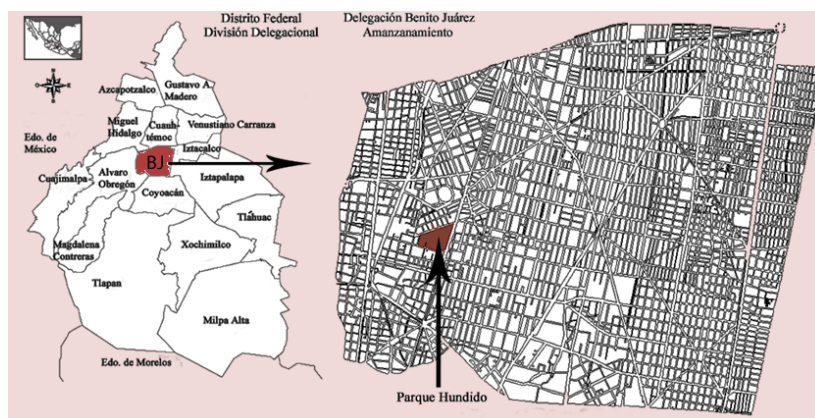 Distrito Federal
División Delegacional
Delegación Benito Juárez
Amanzanamiento
Azcapotzalco
Gustavo A.
Madero
Miguel
Hidalgo
Cuauh-
témoc
Venustiano Carranza
Edo. de
México
Iztacalco
BJ
Cuajimalpa
Alvaro
Obregón
Iztapalapa
Coyoacán
Tláhuac
Magdalena
Contreras
Xochimilco
Tlapan
Milpa Alta
Edo. de Morelos
Parque Hundido